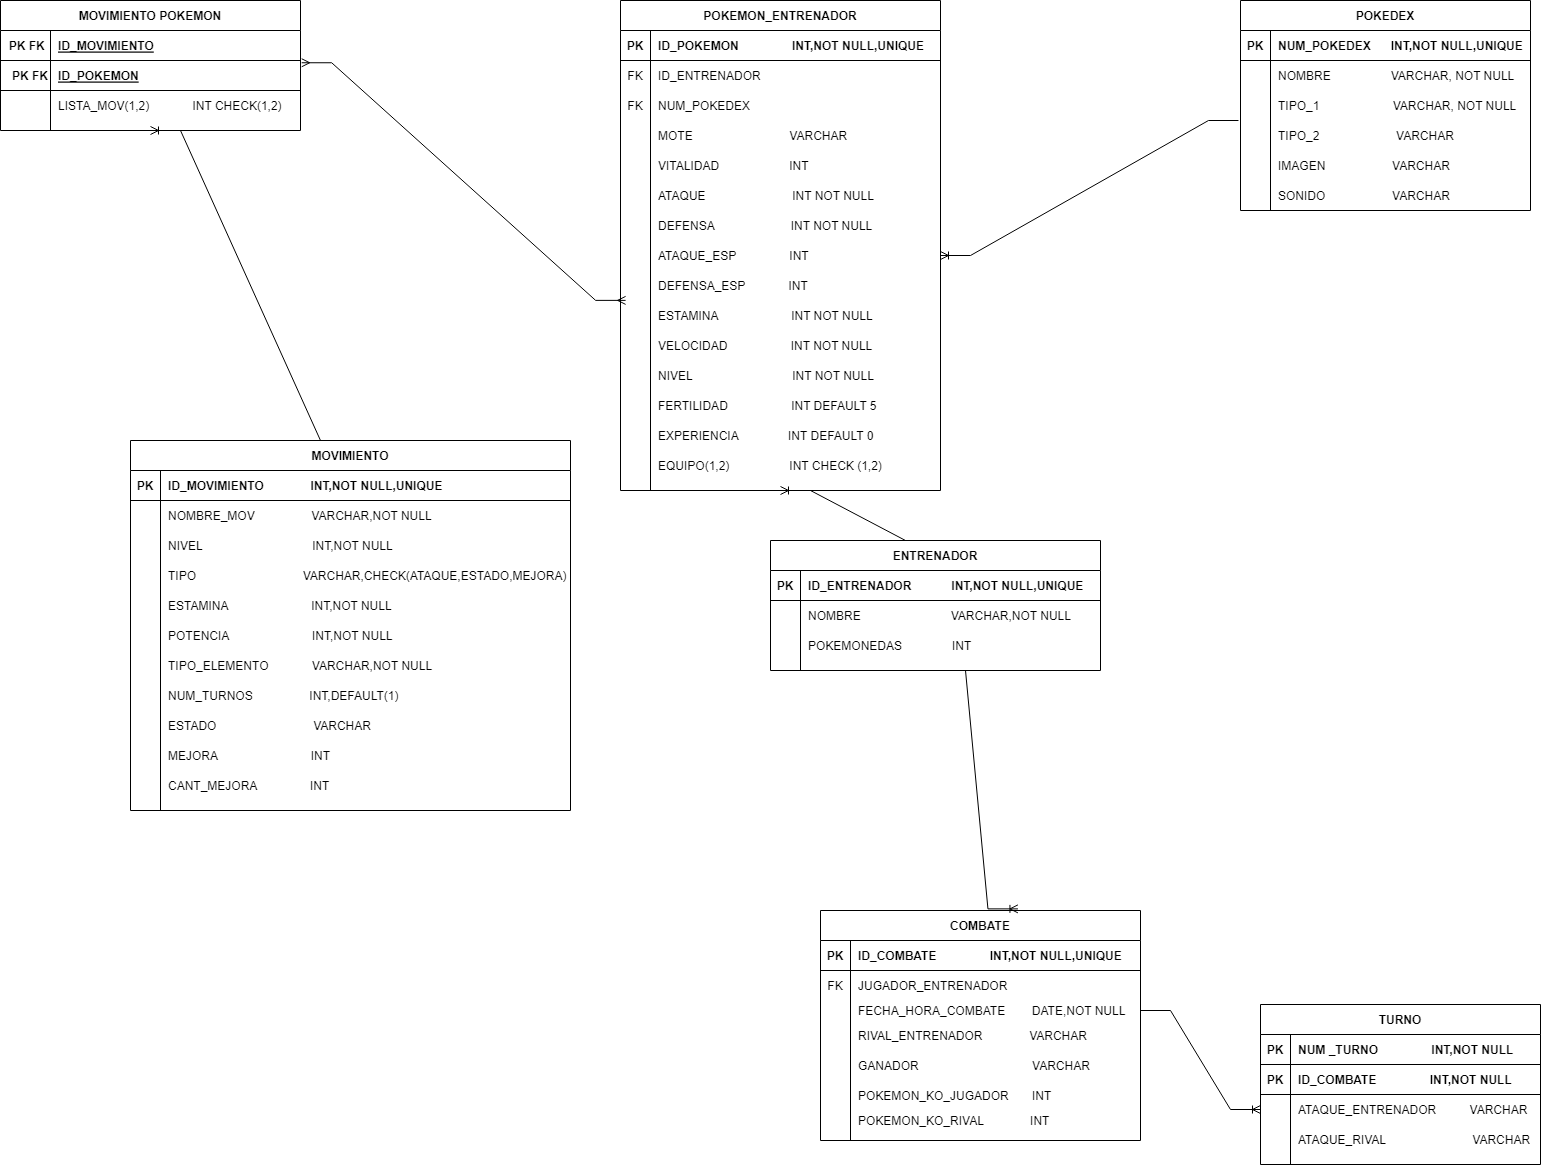 MOVIMIENTO POKEMON
PK FK ID_MOVIMIENTO
PK FK ID_POKEMON
LISTA_MOV(1,2) INT CHECK(1,2)
POKEMON_ENTRENADOR
PK ID_POKEMON INT,NOT NULL,UNIQUE
FK ID_ENTRENADOR
FK NUM_POKEDEX
MOTE VARCHAR
VITALIDAD INT
ATAQUE INT NOT NULL
DEFENSA INT NOT NULL
ATAQUE_ESP INT
DEFENSA_ESP INT
ESTAMINA INT NOT NULL
VELOCIDAD INT NOT NULL
NIVEL INT NOT NULL
FERTILIDAD INT DEFAULT 5
EXPERIENCIA INT DEFAULT 0
EQUIPO(1,2) INT CHECK (1,2)
POKEDEX
PK NUM_POKEDEX INT,NOT NULL,UNIQUE
NOMBRE VARCHAR, NOT NULL
TIPO_1 VARCHAR, NOT NULL
TIPO_2 VARCHAR
IMAGEN VARCHAR
SONIDO VARCHAR
MOVIMIENTO
PK ID_MOVIMIENTO INT,NOT NULL,UNIQUE
NOMBRE_MOV VARCHAR,NOT NULL
NIVEL INT,NOT NULL
TIPO VARCHAR,CHECK(ATAQUE,ESTADO,MEJORA)
ESTAMINA INT,NOT NULL
POTENCIA INT,NOT NULL
TIPO_ELEMENTO VARCHAR,NOT NULL
NUM_TURNOS INT,DEFAULT(1)
ESTADO VARCHAR
MEJORA INT
CANT_MEJORA INT
ENTRENADOR
PK ID_ENTRENADOR INT,NOT NULL,UNIQUE
NOMBRE VARCHAR,NOT NULL
POKEMONEDAS INT
COMBATE
PK ID_COMBATE INT,NOT NULL,UNIQUE
FK JUGADOR_ENTRENADOR
FECHA_HORA_COMBATE DATE,NOT NULL
RIVAL_ENTRENADOR VARCHAR
GANADOR VARCHAR
POKEMON_KO_JUGADOR INT
POKEMON_KO_RIVAL INT
TURNO
PK NUM _TURNO INT,NOT NULL
PK ID_COMBATE INT,NOT NULL
ATAQUE_ENTRENADOR VARCHAR
ATAQUE_RIVAL VARCHAR